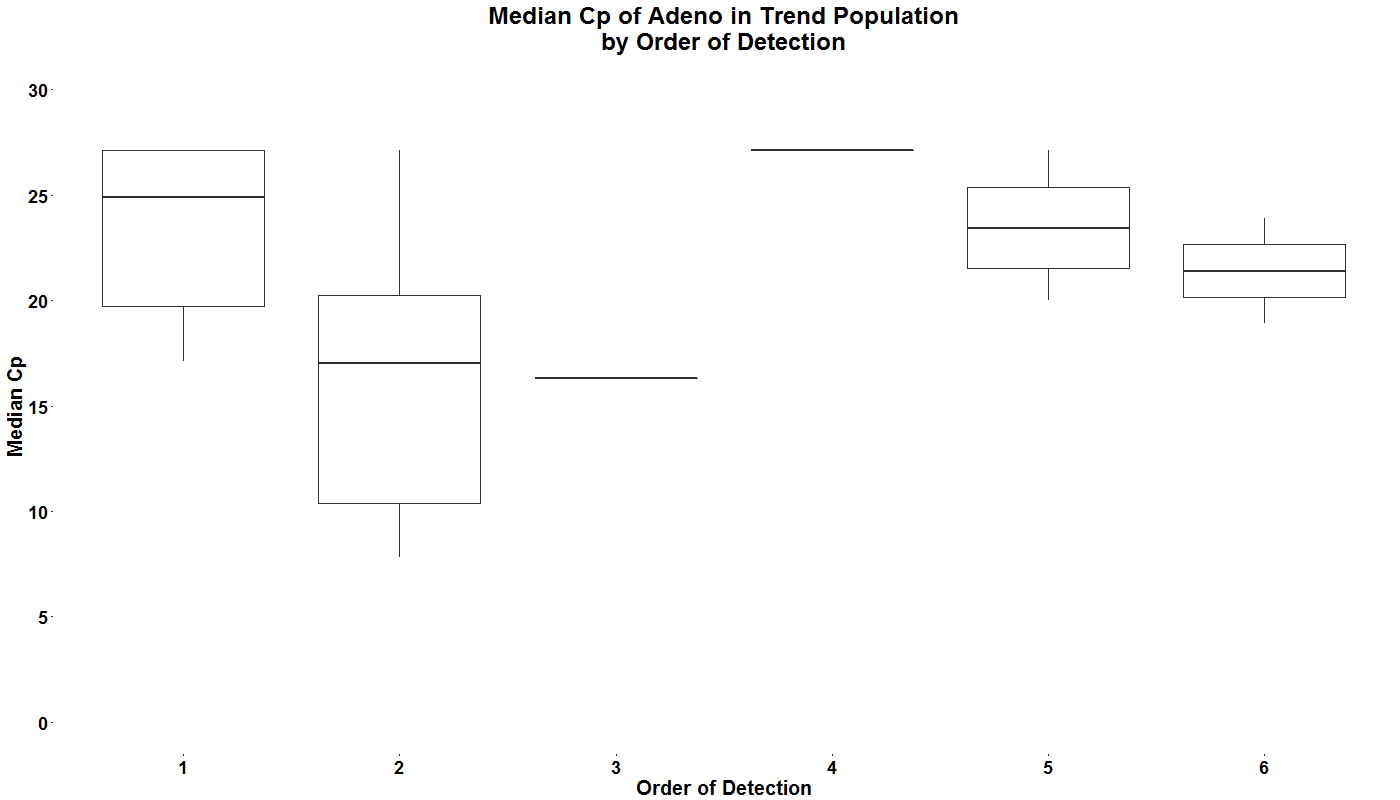 Median Cp of Adeno in Trend Population
by Order of Detection
Median Cp
30
25
20
15
10
5
0
1 2 3 4 5 6
Order of Detection